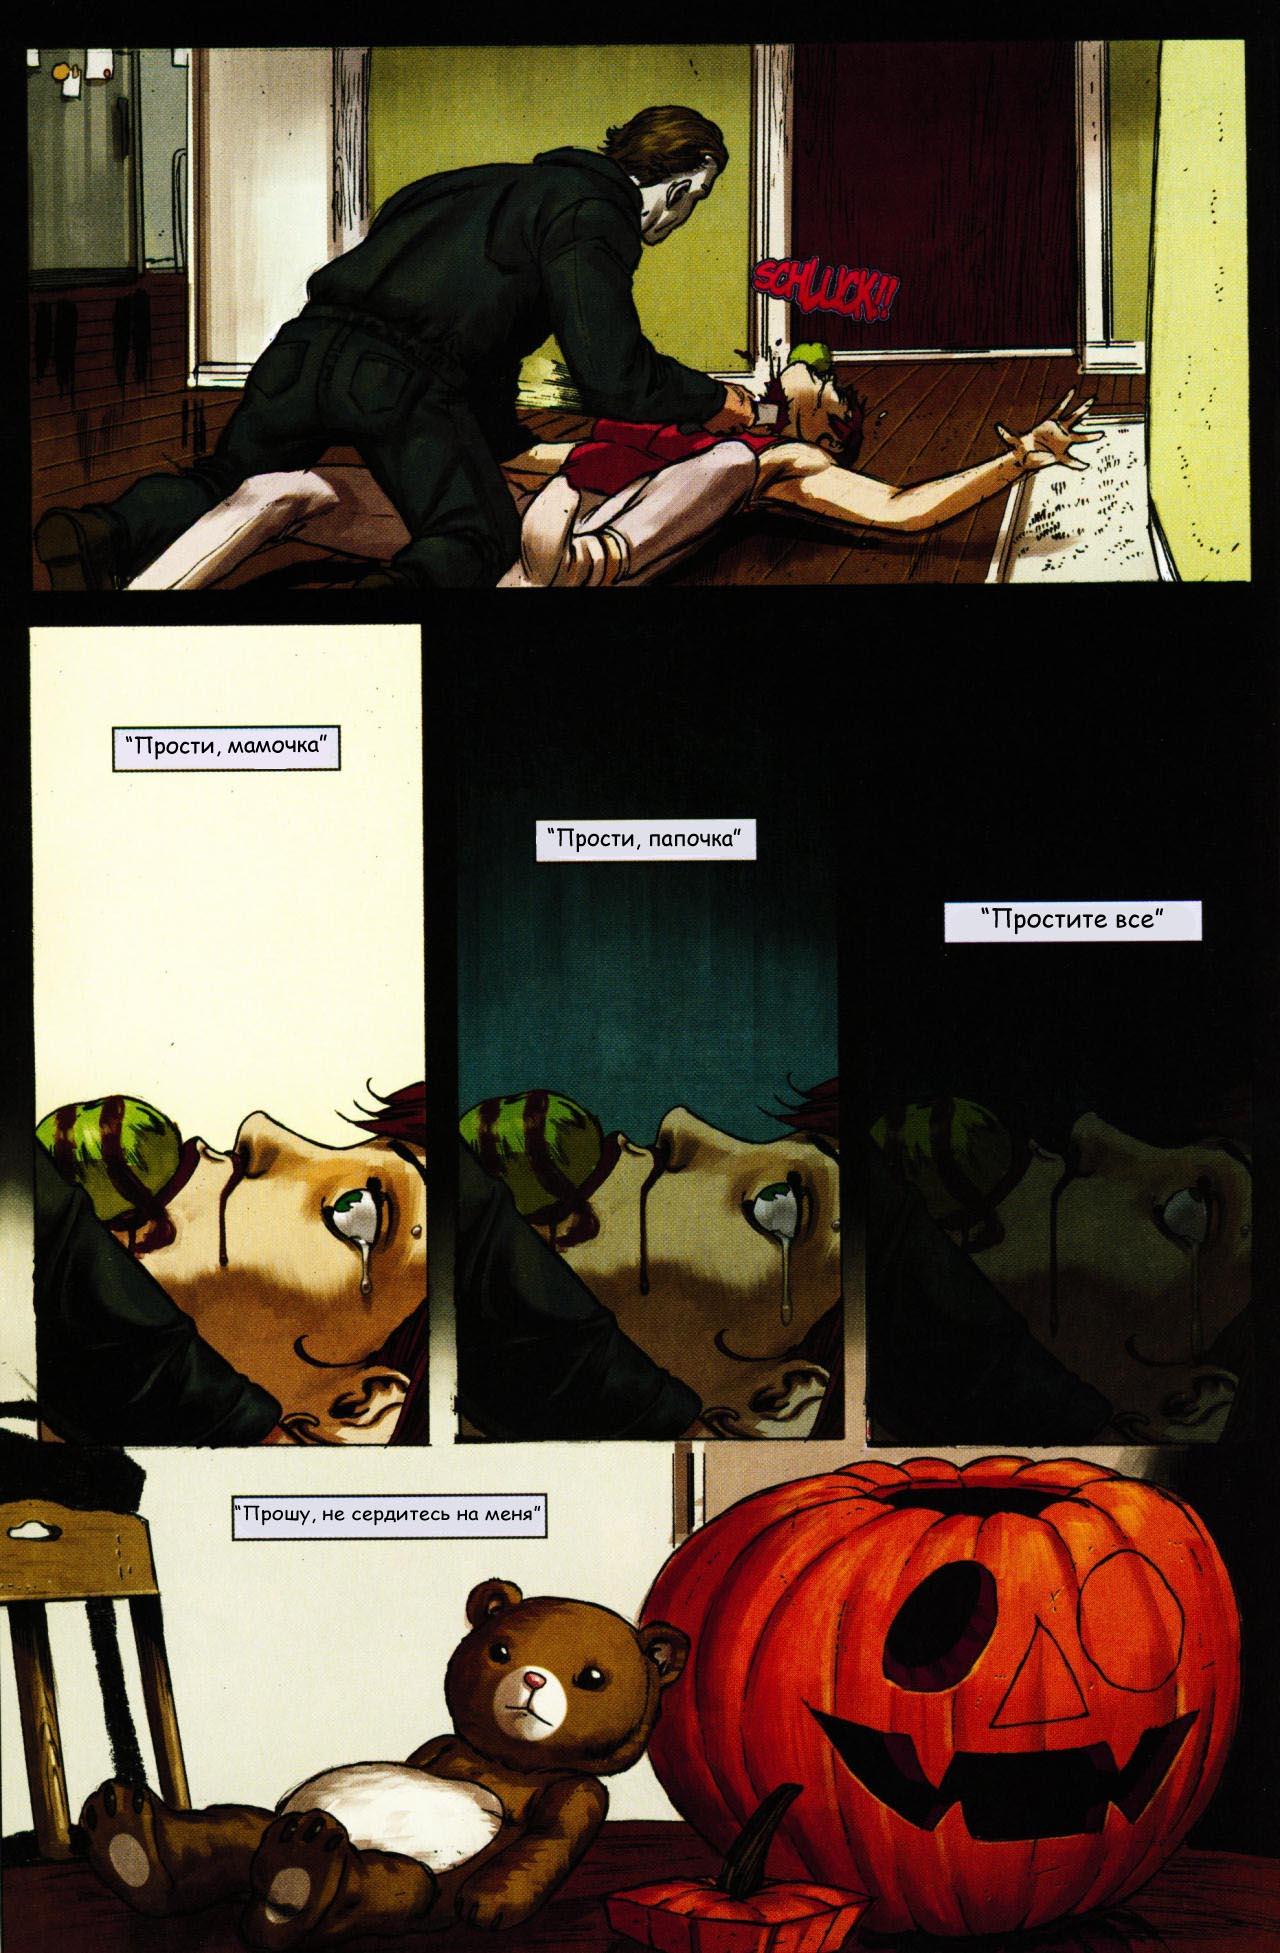 SCHLUCK!!
“Прости, мамочка”
“Прости, папочка”
“Простите все”
“Прошу, не сердитесь на меня”